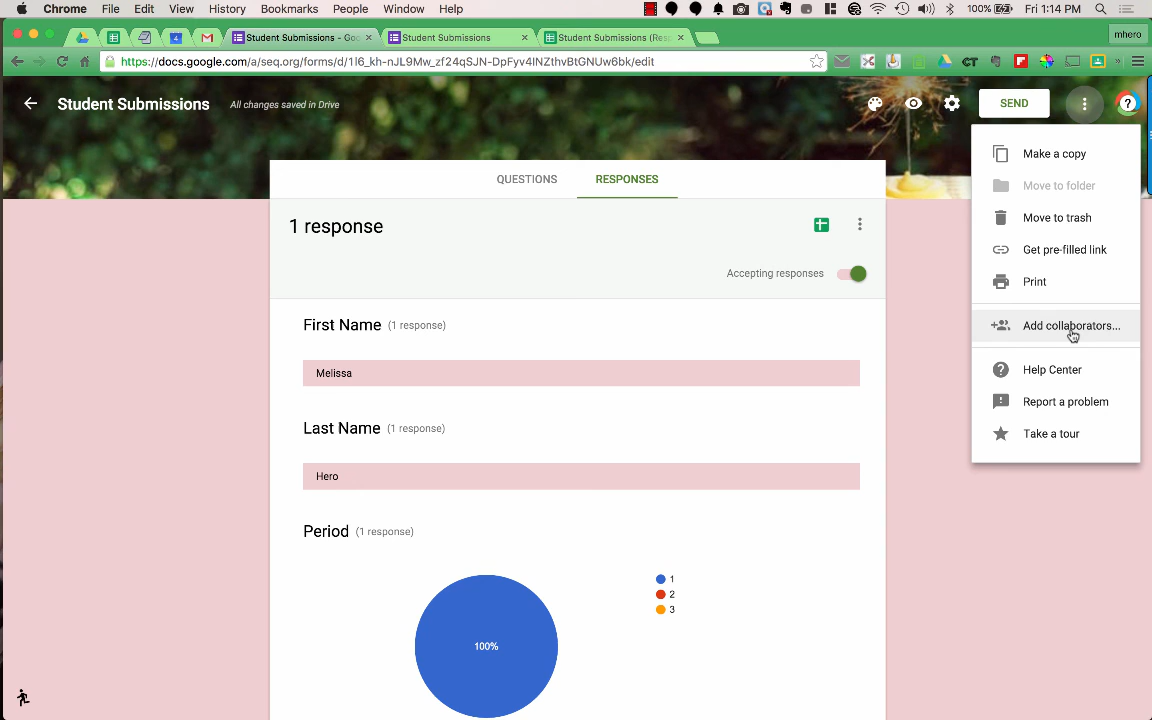 Chrome File Edit View History Bookmarks People Window Help 100% Fri 1:14 PM
4 Student Submissions - Goo Student Submissions Student Submissions (Res mhero
https://docs.google.com/a/seq.org/forms/d/1I6_kh-nJL9Mw_zf24qSJN-DpFyv4lNZthvBtGNUw6bk/edit CT
Student Submissions All changes saved in Drive SEND
Make a copy
Move to folder
Move to trash
Get pre-filled link
Print
Add collaborators...
Help Center
Report a problem
Take a tour
QUESTIONS RESPONSES
1 response
Accepting responses
First Name (1 response)
Melissa
Last Name (1 response)
Hero
Period (1 response)
1
2
3
100%